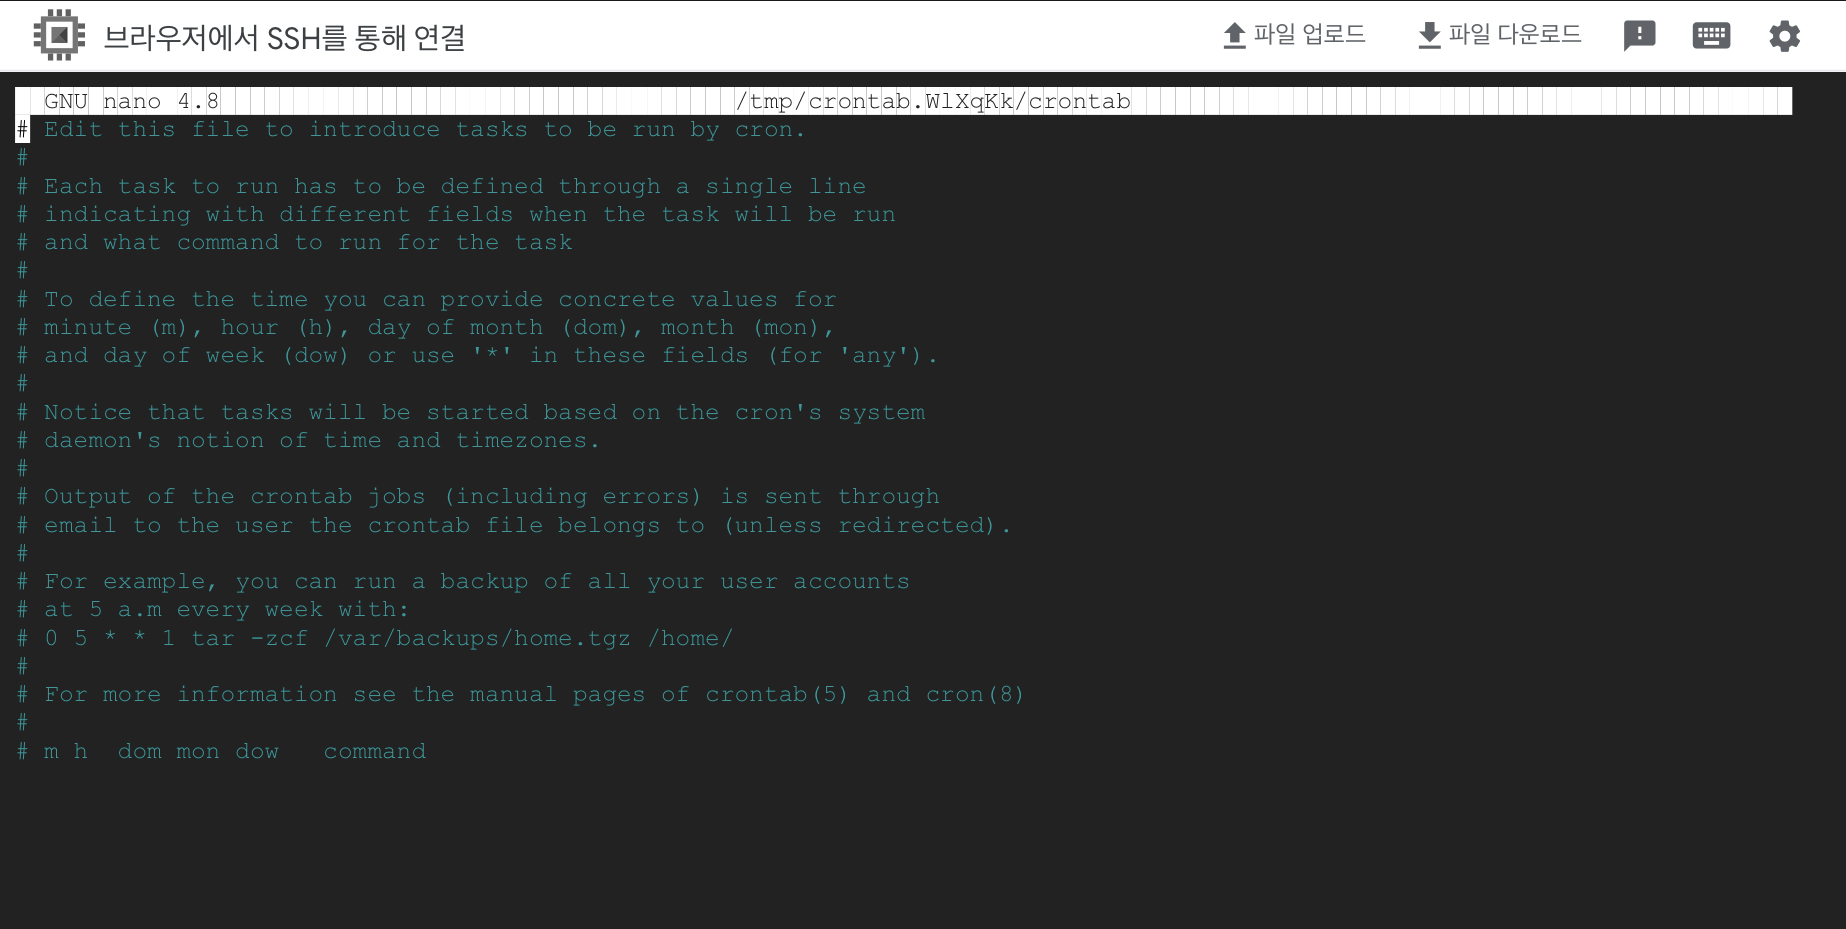 브라우저에서 SSH를 통해 연결
파일 업로드
파일 다운로드
GNU nano 4.8 /tmp/crontab.WlXqKk/crontab
# Edit this file to introduce tasks to be run by cron.
#
# Each task to run has to be defined through a single line
# indicating with different fields when the task will be run
# and what command to run for the task
#
# To define the time you can provide concrete values for
# minute (m), hour (h), day of month (dom), month (mon),
# and day of week (dow) or use '*' in these fields (for 'any').
#
# Notice that tasks will be started based on the cron's system
# daemon's notion of time and timezones.
#
# Output of the crontab jobs (including errors) is sent through
# email to the user the crontab file belongs to (unless redirected).
#
# For example, you can run a backup of all your user accounts
# at 5 a.m every week with:
# 0 5 * * 1 tar -zcf /var/backups/home.tgz /home/
#
# For more information see the manual pages of crontab(5) and cron(8)
#
# m h  dom mon dow   command